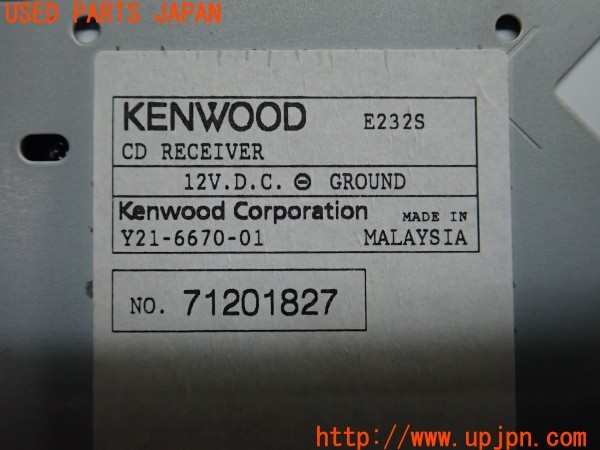 USED PARTS JAPAN
KENWOOD E232S
CD RECEIVER
12V.D.C. ⊖ GROUND
Kenwood Corporation MADE IN
Y21-6670-01 MALAYSIA
NO. 71201827
UPJ
http://www.upjpn.com/